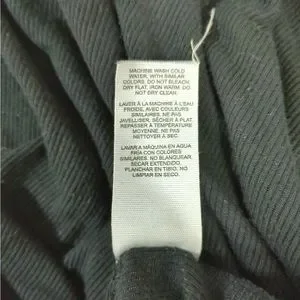 MACHINE WASH COLD
WATER, WITH SIMILAR
COLORS, DO NOT BLEACH,
DRY FLAT, IRON WARM. DO
NOT DRY CLEAN.
LAVER À LA MACHINE À L'EAU
FROIDE, AVEC COULEURS
SIMILAIRES. NE PAS
JAVELLISER, SÉCHER À PLAT.
REPASSER À TEMPÉRATURE
MOYENNE, NE PAS
NETTOYER À SEC.
LAVAR A MÁQUINA EN AGUA
FRÍA CON COLORES
SIMILARES. NO BLANQUEAR,
SECAR EXTENDIDO,
PLANCHAR EN TIBIO. NO
LIMPIAR EN SECO.